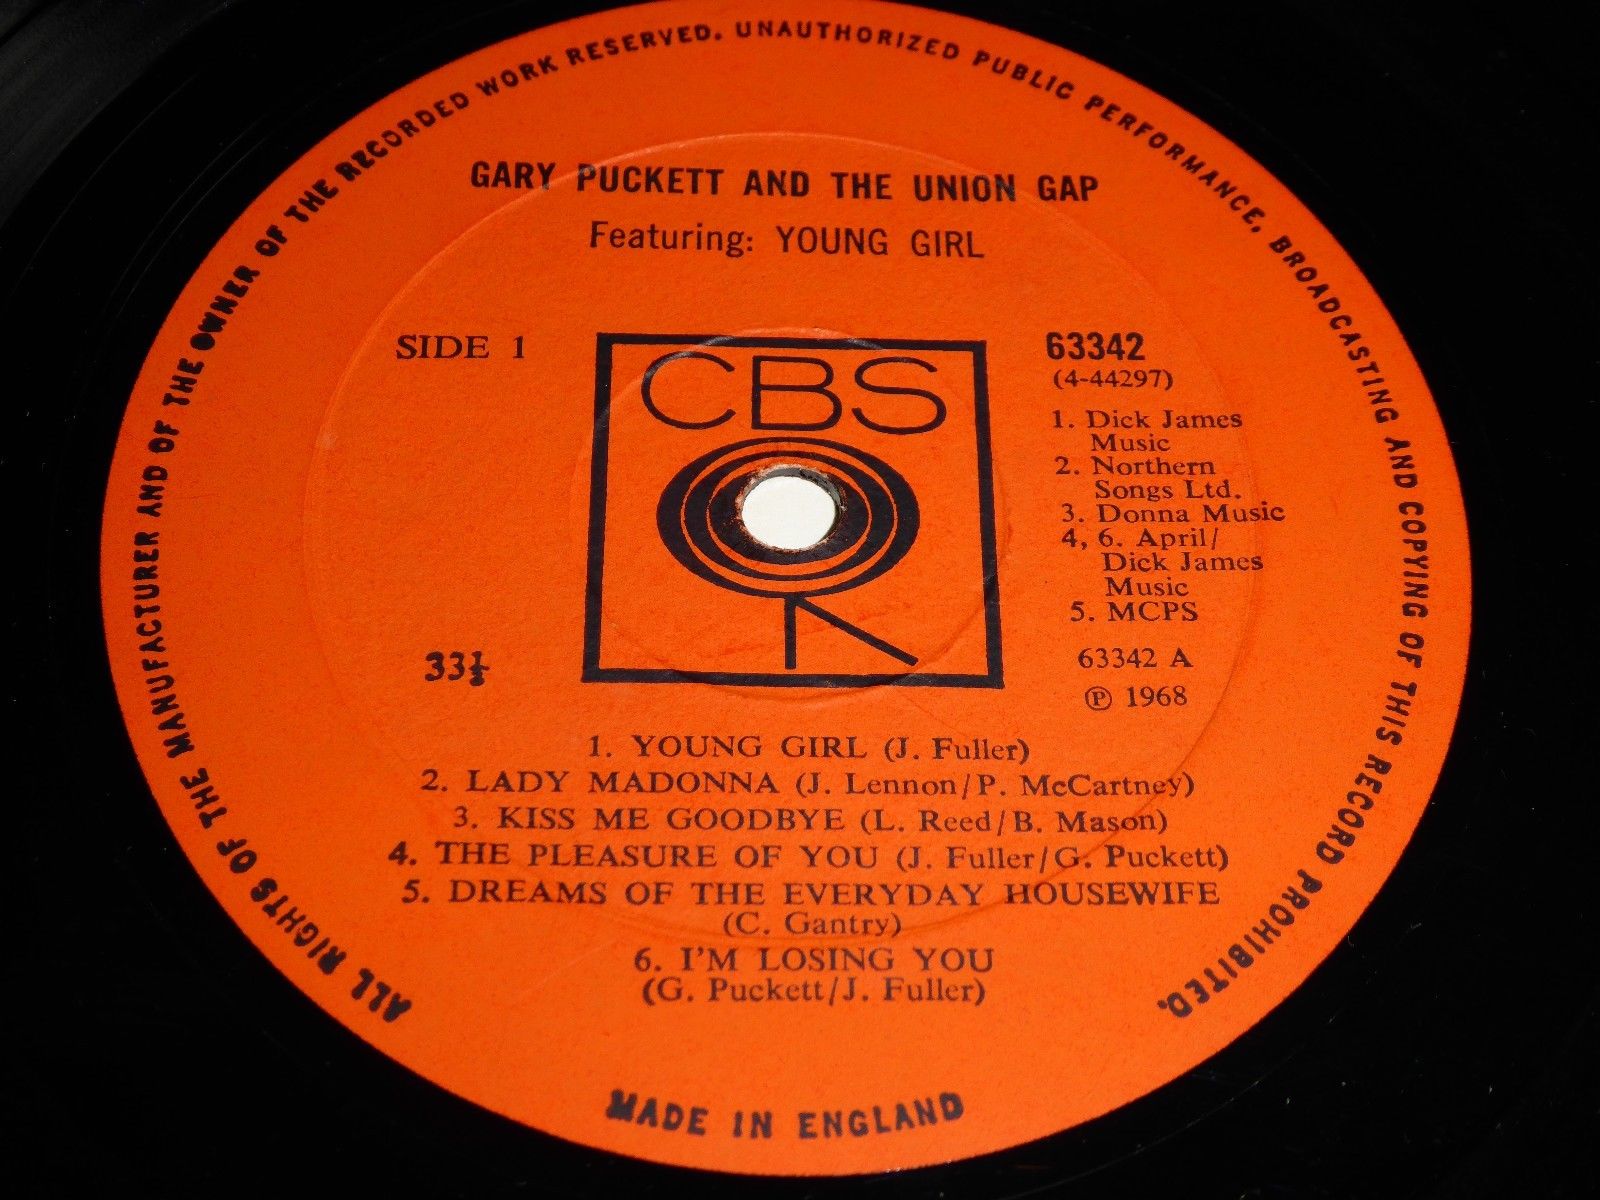 ALL RIGHTS OF THE MANUFACTURER AND OF THE OWNER OF THE RECORDED WORK RESERVED. UNAUTHORIZED PUBLIC PERFORMANCE, BROADCASTING AND COPYING OF THIS RECORD PROHIBITED.
GARY PUCKETT AND THE UNION GAP
Featuring: YOUNG GIRL
SIDE 1
CBS
63342
(4-44297)
1. Dick James
Music
2. Northern
Songs Ltd.
3. Donna Music
4, 6. April/
Dick James
Music
5. MCPS
33⅓
63342 A
℗ 1968
1. YOUNG GIRL (J. Fuller)
2. LADY MADONNA (J. Lennon/P. McCartney)
3. KISS ME GOODBYE (L. Reed/B. Mason)
4. THE PLEASURE OF YOU (J. Fuller/G. Puckett)
5. DREAMS OF THE EVERYDAY HOUSEWIFE
(C. Gantry)
6. I'M LOSING YOU
(G. Puckett/J. Fuller)
MADE IN ENGLAND